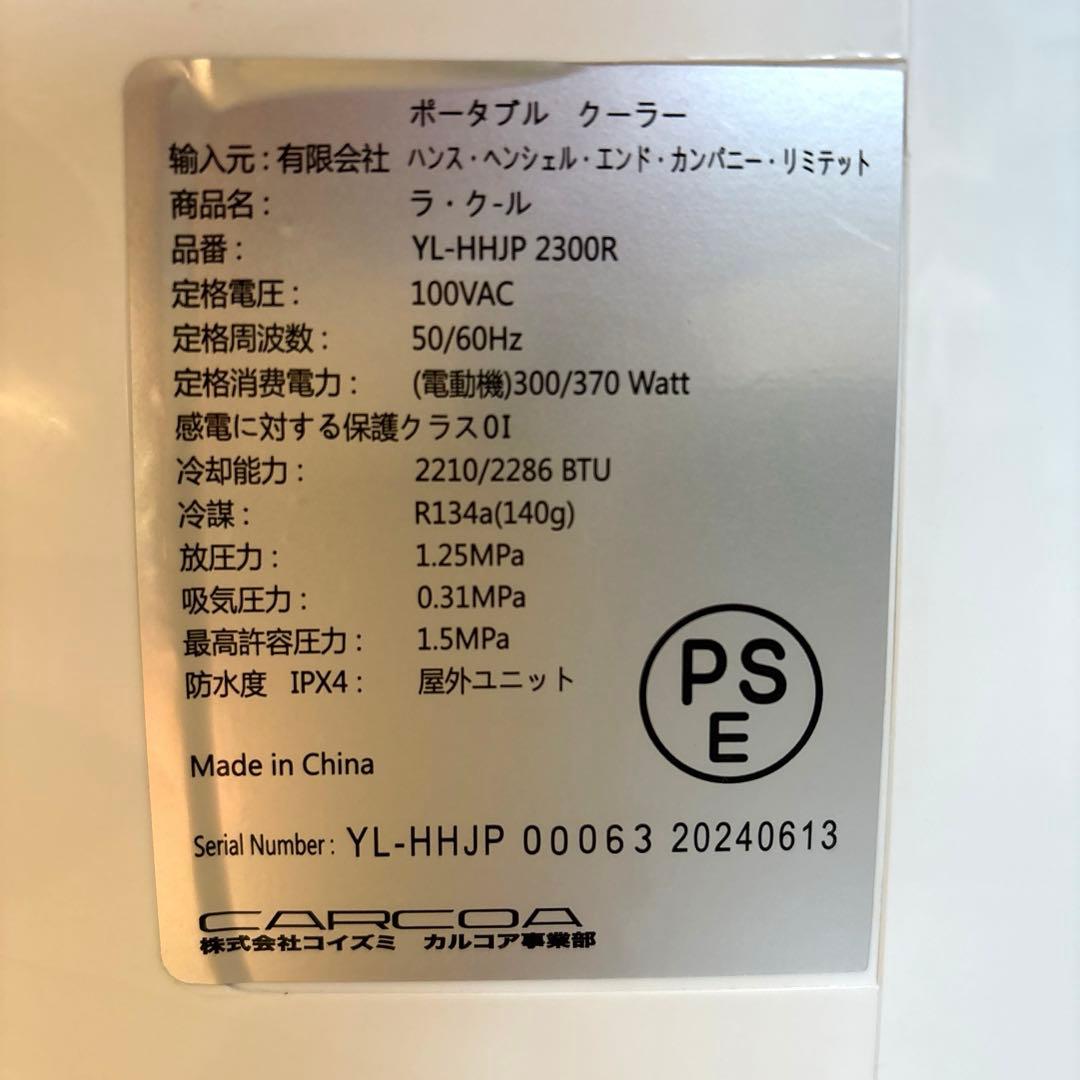 ポータブル クーラー
輸入元：有限会社 ハンス・ヘンシェル・エンド・カンパニー・リミテット
商品名： ラ・ク-ル
品番： YL-HHJP 2300R
定格電圧： 100VAC
定格周波数： 50/60Hz
定格消费電力： (電動機)300/370 Watt
感電に対する保護クラス0I
冷却能力： 2210/2286 BTU
冷謀： R134a(140g)
放圧力： 1.25MPa
吸気圧力： 0.31MPa
最高許容圧力： 1.5MPa
防水度 IPX4： 屋外ユニット
PS
E
Made in China
Serial Number: YL-HHJP 00063 20240613
CARCOA
株式会社コイズミ カルコア事業部